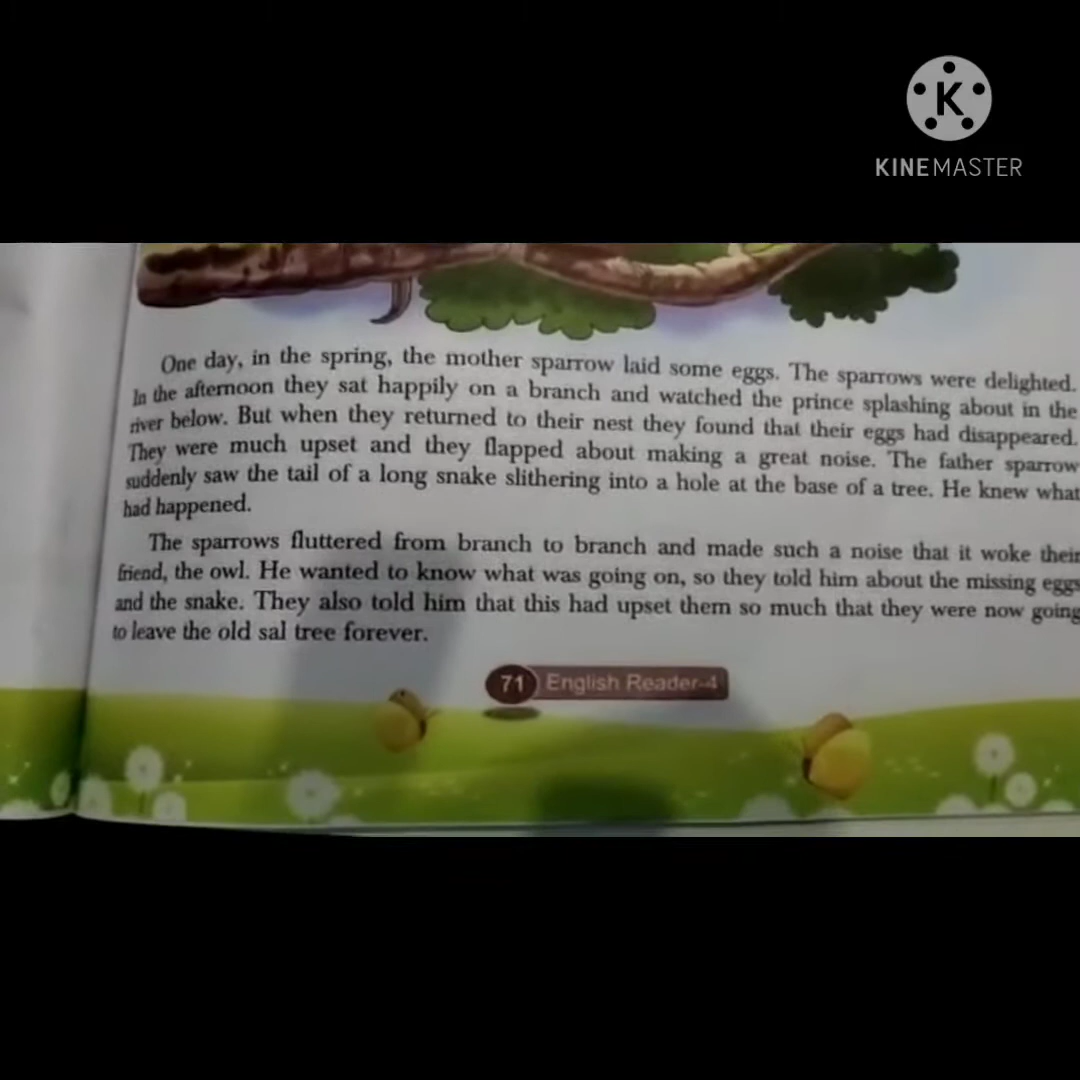 KINEMASTER
One day, in the spring, the mother sparrow laid some eggs. The sparrows were delighted.
In the afternoon they sat happily on a branch and watched the prince splashing about in the
river below. But when they returned to their nest they found that their eggs had disappeared.
They were much upset and they flapped about making a great noise. The father sparrow
suddenly saw the tail of a long snake slithering into a hole at the base of a tree. He knew what
had happened.
The sparrows fluttered from branch to branch and made such a noise that it woke their
friend, the owl. He wanted to know what was going on, so they told him about the missing eggs
and the snake. They also told him that this had upset them so much that they were now going
to leave the old sal tree forever.
71 English Reader-4